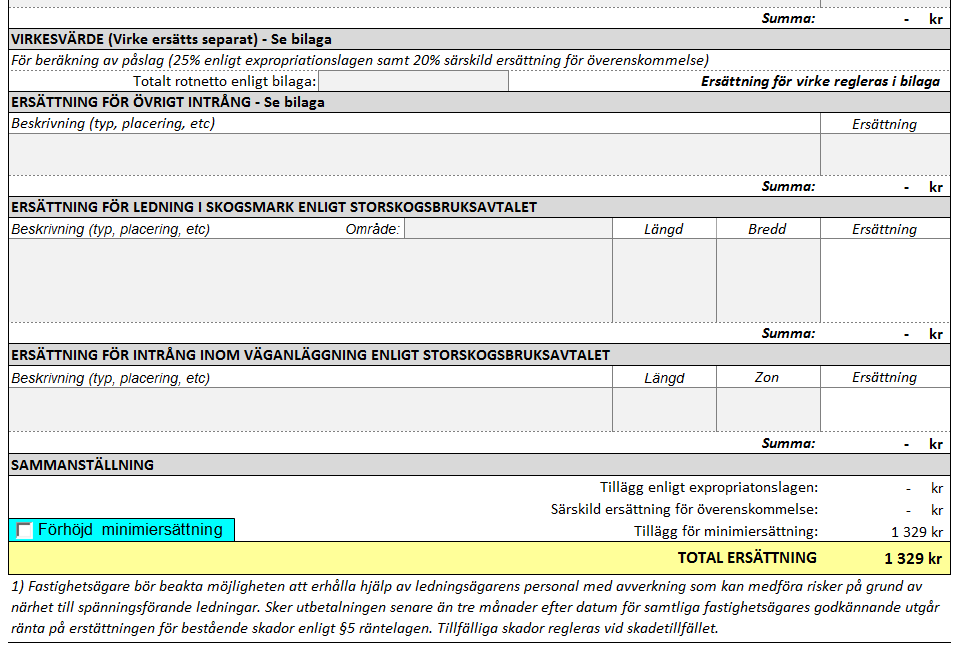 Summa: - kr
VIRKESVÄRDE (Virke ersätts separat) - Se bilaga
För beräkning av påslag (25% enligt expropriationslagen samt 20% särskild ersättning för överenskommelse)
Totalt rotnetto enligt bilaga: Ersättning för virke regleras i bilaga
ERSÄTTNING FÖR ÖVRIGT INTRÅNG - Se bilaga
Beskrivning (typ, placering, etc) Ersättning
Summa: - kr
ERSÄTTNING FÖR LEDNING I SKOGSMARK ENLIGT STORSKOGSBRUKSAVTALET
Beskrivning (typ, placering, etc) Område: Längd Bredd Ersättning
Summa: - kr
ERSÄTTNING FÖR INTRÅNG INOM VÄGANLÄGGNING ENLIGT STORSKOGSBRUKSAVTALET
Beskrivning (typ, placering, etc) Längd Zon Ersättning
Summa: - kr
SAMMANSTÄLLNING
Tillägg enligt expropriatonslagen: - kr
Särskild ersättning för överenskommelse: - kr
Förhöjd minimiersättning Tillägg för minimiersättning: 1 329 kr
TOTAL ERSÄTTNING 1 329 kr
1) Fastighetsägare bör beakta möjligheten att erhålla hjälp av ledningsägarens personal med avverkning som kan medföra risker på grund av
närhet till spänningsförande ledningar. Sker utbetalningen senare än tre månader efter datum för samtliga fastighetsägares godkännande utgår
ränta på erstättningen för bestående skador enligt §5 räntelagen. Tillfälliga skador regleras vid skadetillfället.